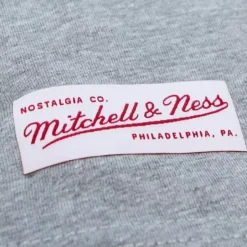 NOSTALGIA CO.
Mitchell & Ness
PHILADELPHIA, PA.